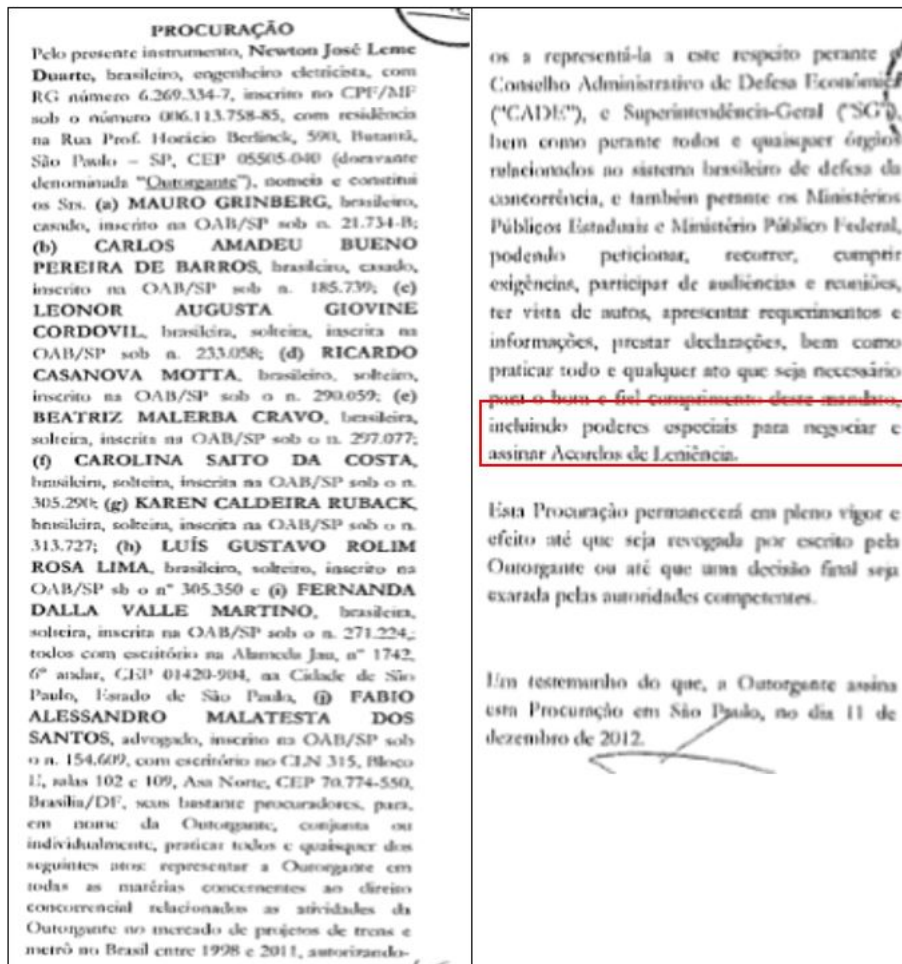 PROCURAÇÃO
Pelo presente instrumento, Newton José Leme
Duarte, brasileiro, engenheiro eletricista, com
RG número 6.269.334-7, inscrito no CPF/MF
sob o número 006.113.758-85, com residência
na Rua Prof. Horácio Berlinck, 590, Butantã,
São Paulo – SP, CEP 05505-040 (doravante
denominada "Outorgante"), nomeia e constitui
os Srs. (a) MAURO GRINBERG, brasileiro,
casado, inscrito na OAB/SP sob n. 21.734-B;
(b) CARLOS AMADEU BUENO
PEREIRA DE BARROS, brasileiro, casado,
inscrito na OAB/SP sob n. 185.739; (c)
LEONOR AUGUSTA GIOVINE
CORDOVIL, brasileira, solteira, inscrita na
OAB/SP sob n. 233.058; (d) RICARDO
CASANOVA MOTTA, brasileiro, solteiro,
inscrito na OAB/SP sob o n. 290.059; (e)
BEATRIZ MALERBA CRAVO, brasileira,
solteira, inscrita na OAB/SP sob o n. 297.077;
(f) CAROLINA SAITO DA COSTA,
brasileira, solteira, inscrita na OAB/SP sob o n.
305.290; (g) KAREN CALDEIRA RUBACK,
brasileira, solteira, inscrita na OAB/SP sob o n.
313.727; (h) LUÍS GUSTAVO ROLIM
ROSA LIMA, brasileiro, solteiro, inscrito na
OAB/SP sb o n° 305.350 e (i) FERNANDA
DALLA VALLE MARTINO, brasileira,
solteira, inscrita na OAB/SP sob o n. 271.224,;
todos com escritório na Alameda Jau, n° 1742,
6° andar, CEP 01420-904, na Cidade de São
Paulo, Estado de São Paulo, (j) FABIO
ALESSANDRO MALATESTA DOS
SANTOS, advogado, inscrito na OAB/SP sob
o n. 154.609, com escritório no CLN 315, Bloco
salas 102 e 109, Asa Norte, CEP 70.774-550,
Brasília/DF, seus bastante procuradores, para,
em nome da Outorgante, conjunta ou
individualmente, praticar todos e quaisquer dos
seguintes atos: representar a Outorgante em
todas as matérias concernentes ao direito
concorrencial relacionados as atividades da
Outorgante no mercado de projetos de trens e
metrô no Brasil entre 1998 e 2011, autorizando-
os a representá-la a este respeito perante o
Conselho Administrativo de Defesa Econômica
("CADE"), e Superintendência-Geral ("SG"),
bem como perante todos e quaisquer órgãos
relacionados ao sistema brasileiro de defesa da
concorrência, e também perante os Ministérios
Públicos Estaduais e Ministério Público Federal,
podendo peticionar, recorrer, cumprir
exigências, participar de audiências e reuniões,
ter vista de autos, apresentar requerimentos e
informações, prestar declarações, bem como
praticar todo e qualquer ato que seja necessário
para o bom e fiel cumprimento deste mandato,
incluindo poderes especiais para negociar e
assinar Acordos de Leniência.
Esta Procuração permanecerá em pleno vigor e
efeito até que seja revogada por escrito pela
Outorgante ou até que uma decisão final seja
exarada pelas autoridades competentes.
Em testemunho do que, a Outorgante assina
esta Procuração em São Paulo, no dia 11 de
dezembro de 2012.